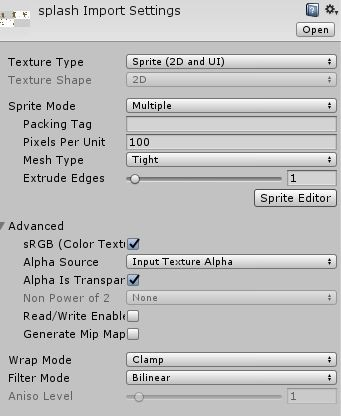 splash Import Settings
Open
Texture Type Sprite (2D and UI)
Texture Shape 2D
Sprite Mode Multiple
Packing Tag
Pixels Per Unit 100
Mesh Type Tight
Extrude Edges 1
Sprite Editor
Advanced
sRGB (Color Textu
Alpha Source Input Texture Alpha
Alpha Is Transpar
Non Power of 2 None
Read/Write Enable
Generate Mip Map
Wrap Mode Clamp
Filter Mode Bilinear
Aniso Level 1